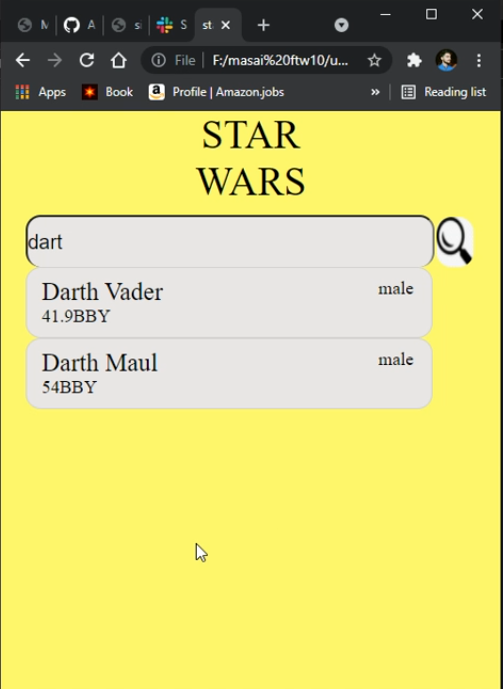 M
A
si
S
st
File
F:/masai%20ftw10/u...
Apps
Book
Profile | Amazon.jobs
»
Reading list
STAR
WARS
dart
Darth Vader
male
41.9BBY
Darth Maul
male
54BBY